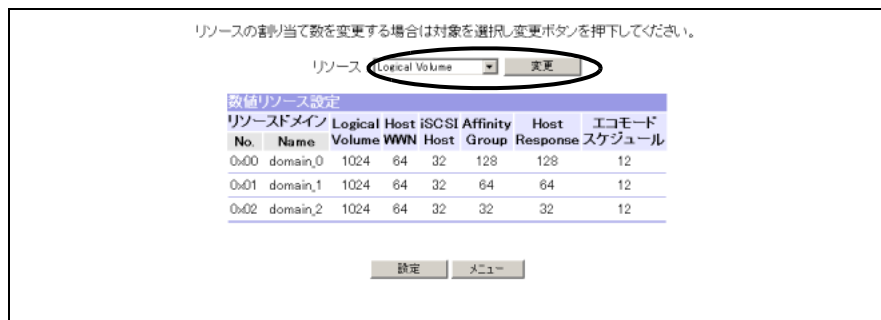 リソースの割り当て数を変更する場合は対象を選択し変更ボタンを押下してください。
リソース Logical Volume 変更
数値リソース設定
リソースドメイン Logical Host iSCSI Affinity Host エコモード
No. Name Volume WWN Host Group Response スケジュール
0x00 domain_0 1024 64 32 128 128 12
0x01 domain_1 1024 64 32 64 64 12
0x02 domain_2 1024 64 32 32 32 12
設定 メニュー